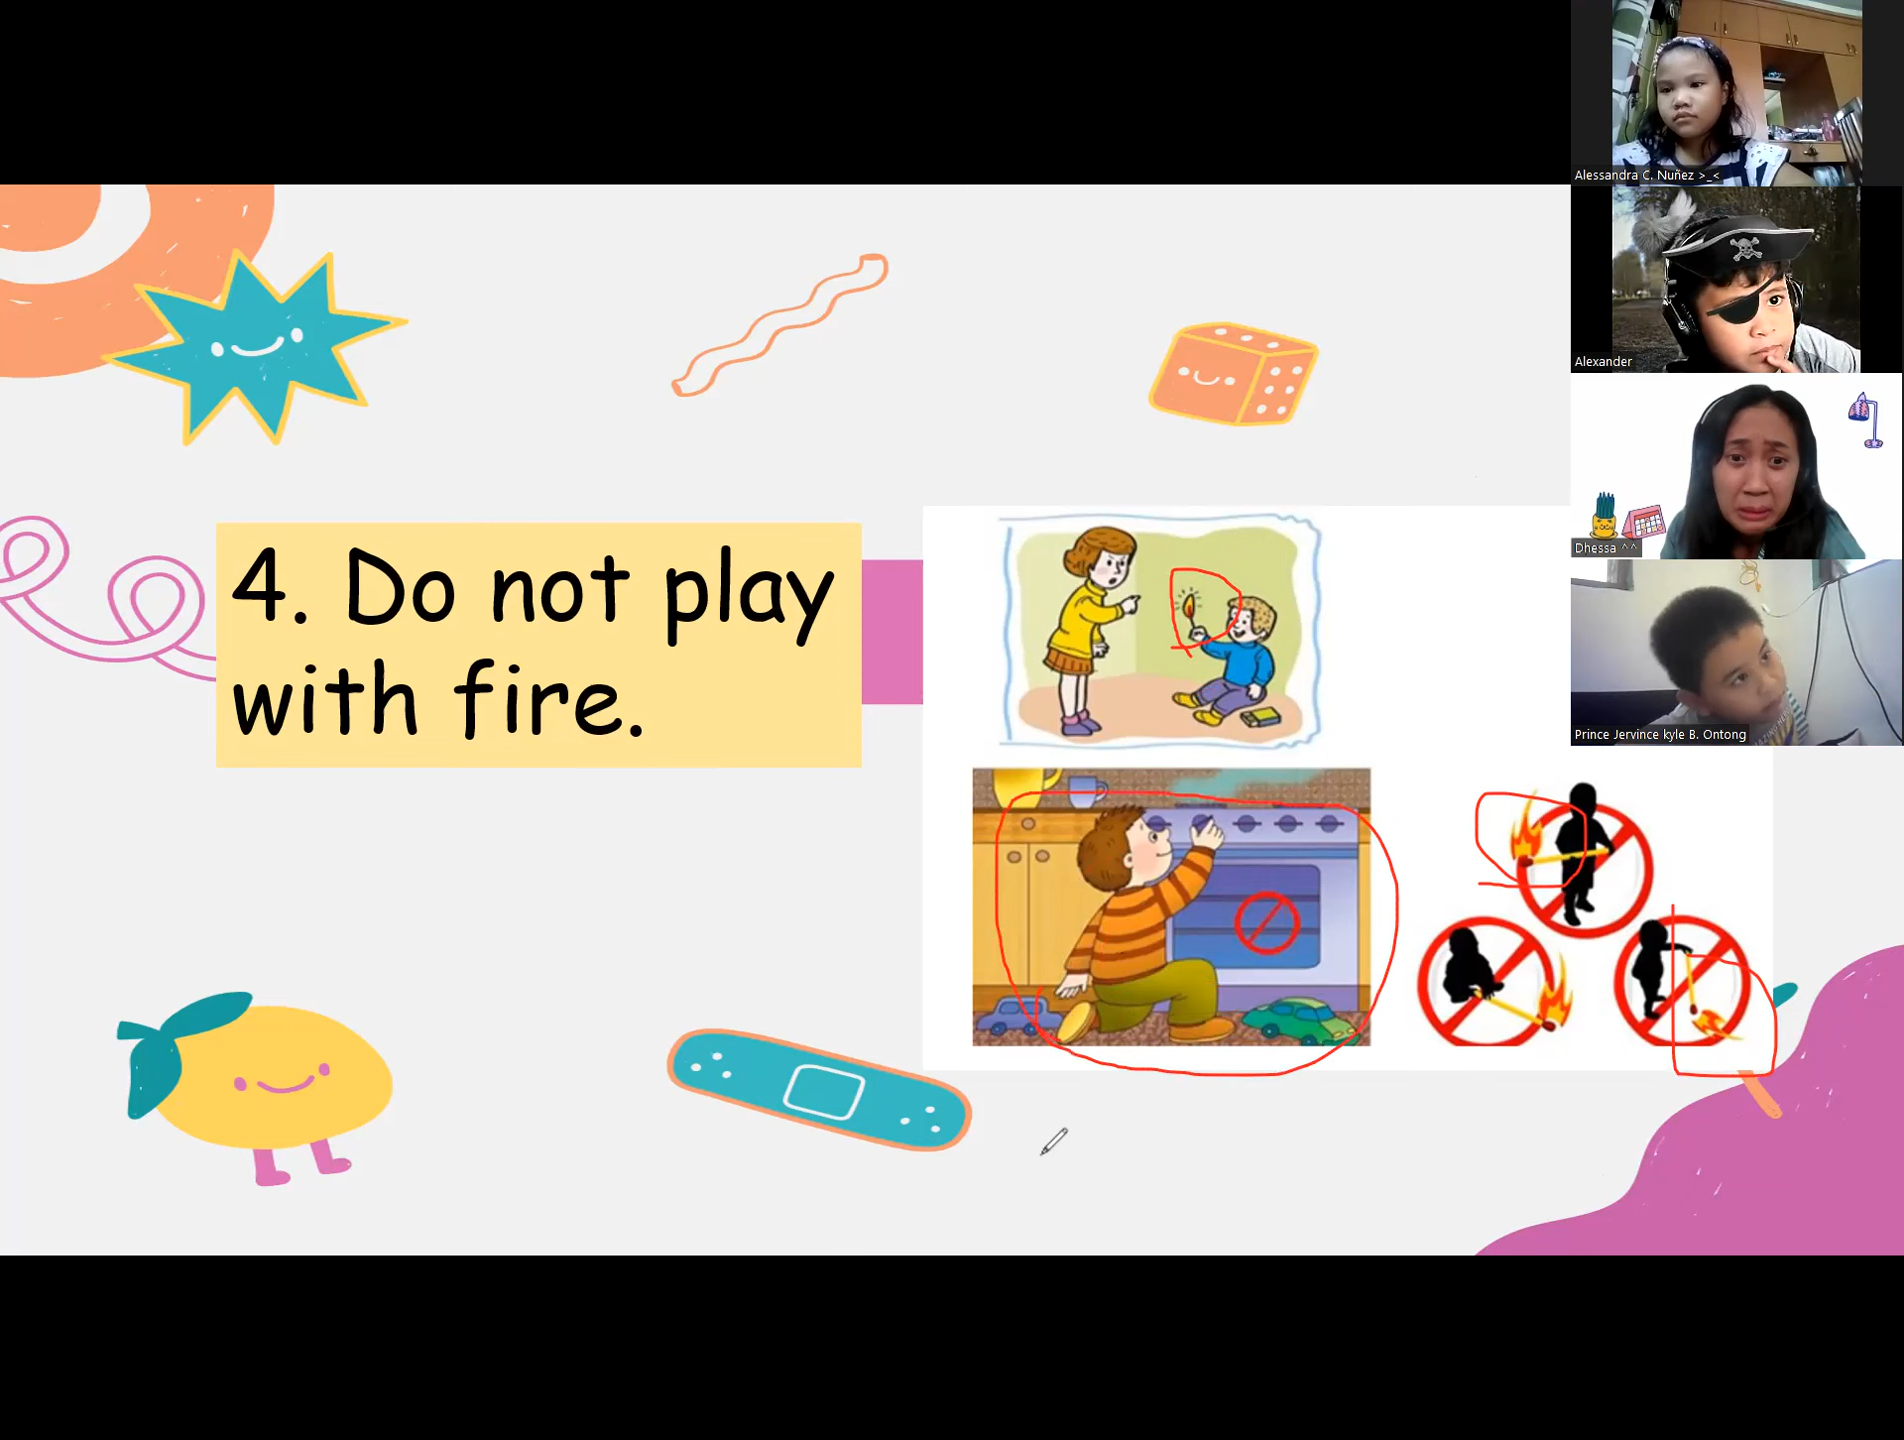 4. Do not play
with fire.
Alessandra C. Nuñez >_<
Alexander
Dhessa ^^
Prince Jervince kyle B. Ontong